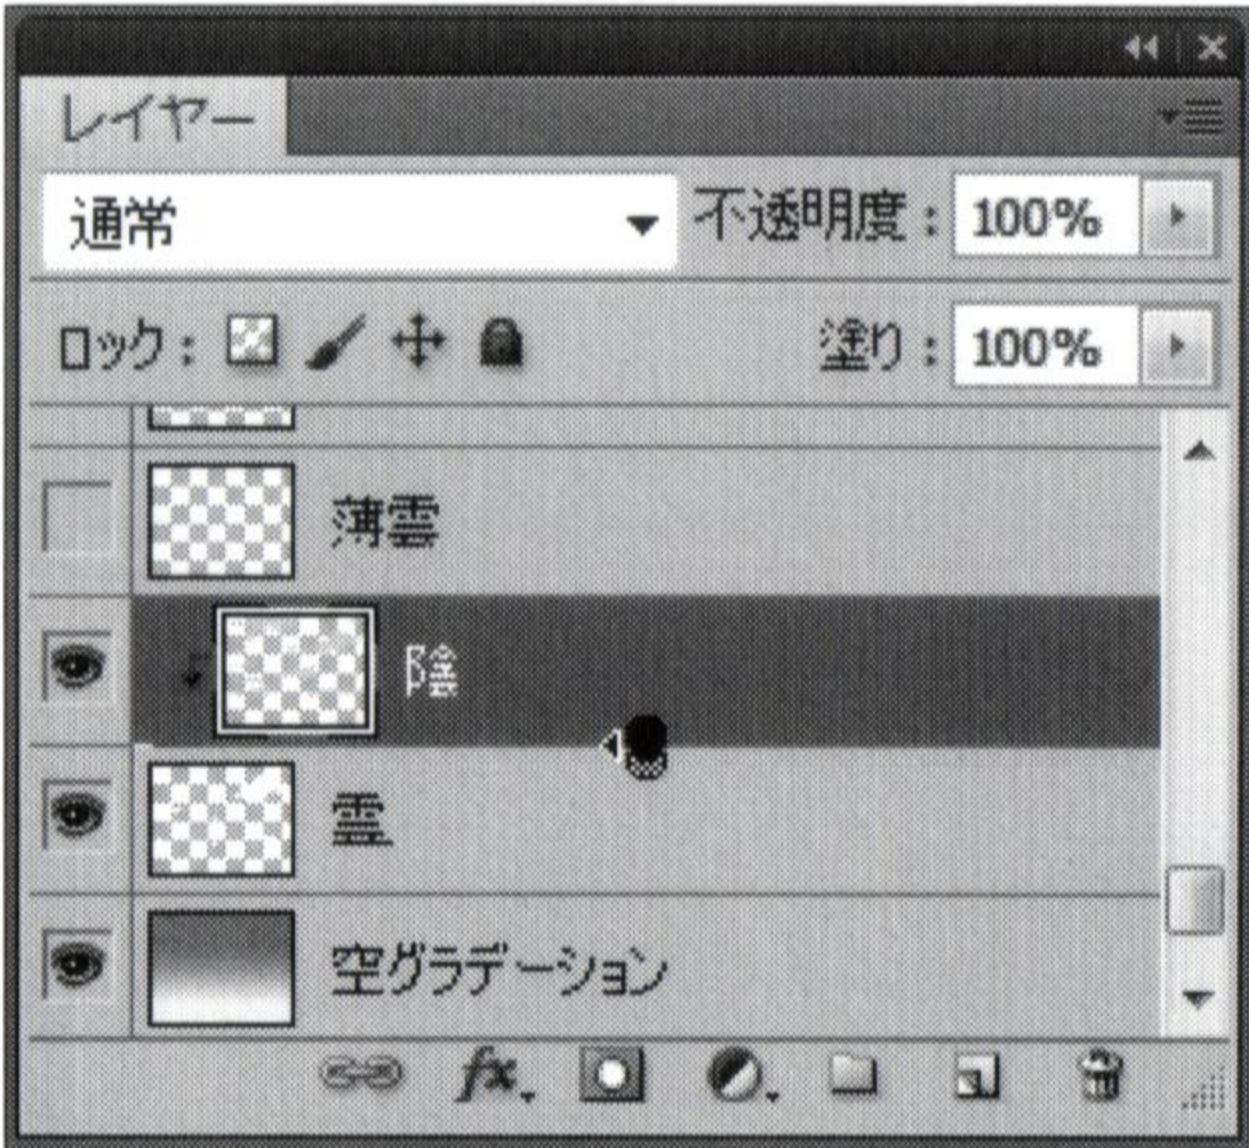 レイヤー
通常 不透明度: 100%
ロック: 塗り: 100%
薄雲
陰
雲
空グラデーション
fx.